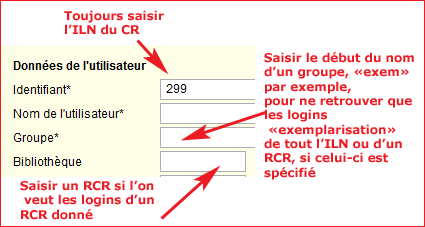 Toujours saisir
l'ILN du CR
Données de l'utilisateur
Identifiant*
299
Nom de l'utilisateur*
Groupe*
Bibliothèque
Saisir le début du nom
d'un groupe, «exem»
par exemple,
pour ne retrouver que
les logins
«exemplarisation»
de tout l'ILN ou d'un
RCR, si celui-ci est
spécifié
Saisir un RCR si l'on
veut les logins d'un
RCR donné